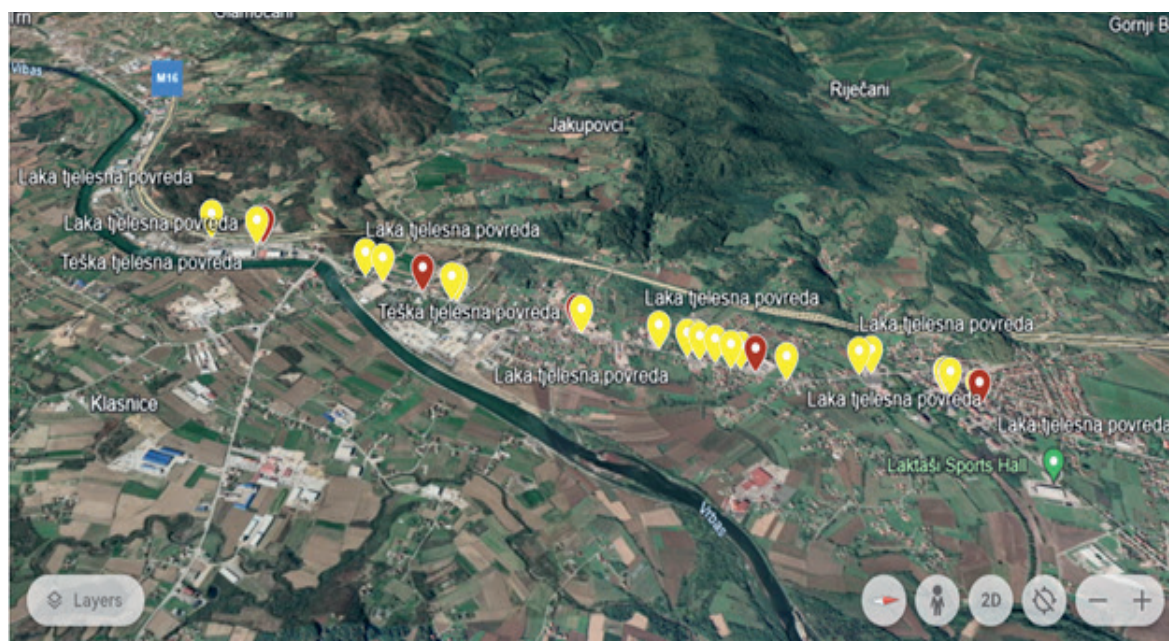 Trn
Glamočani
Gornji B
Vrbas
M16
Riječani
Jakupovci
Laka tjelesna povreda
Laka tjelesna povreda
Laka tjelesna povreda
Teška tjelesna povreda
Laka tjelesna povreda
Teška tjelesna povreda
Laka tjelesna povreda
Laka tjelesna povreda
Klasnice
Laka tjelesna povreda
Laka tjelesna povreda
Laktaši Sports Hall
Vrbas
Layers
2D